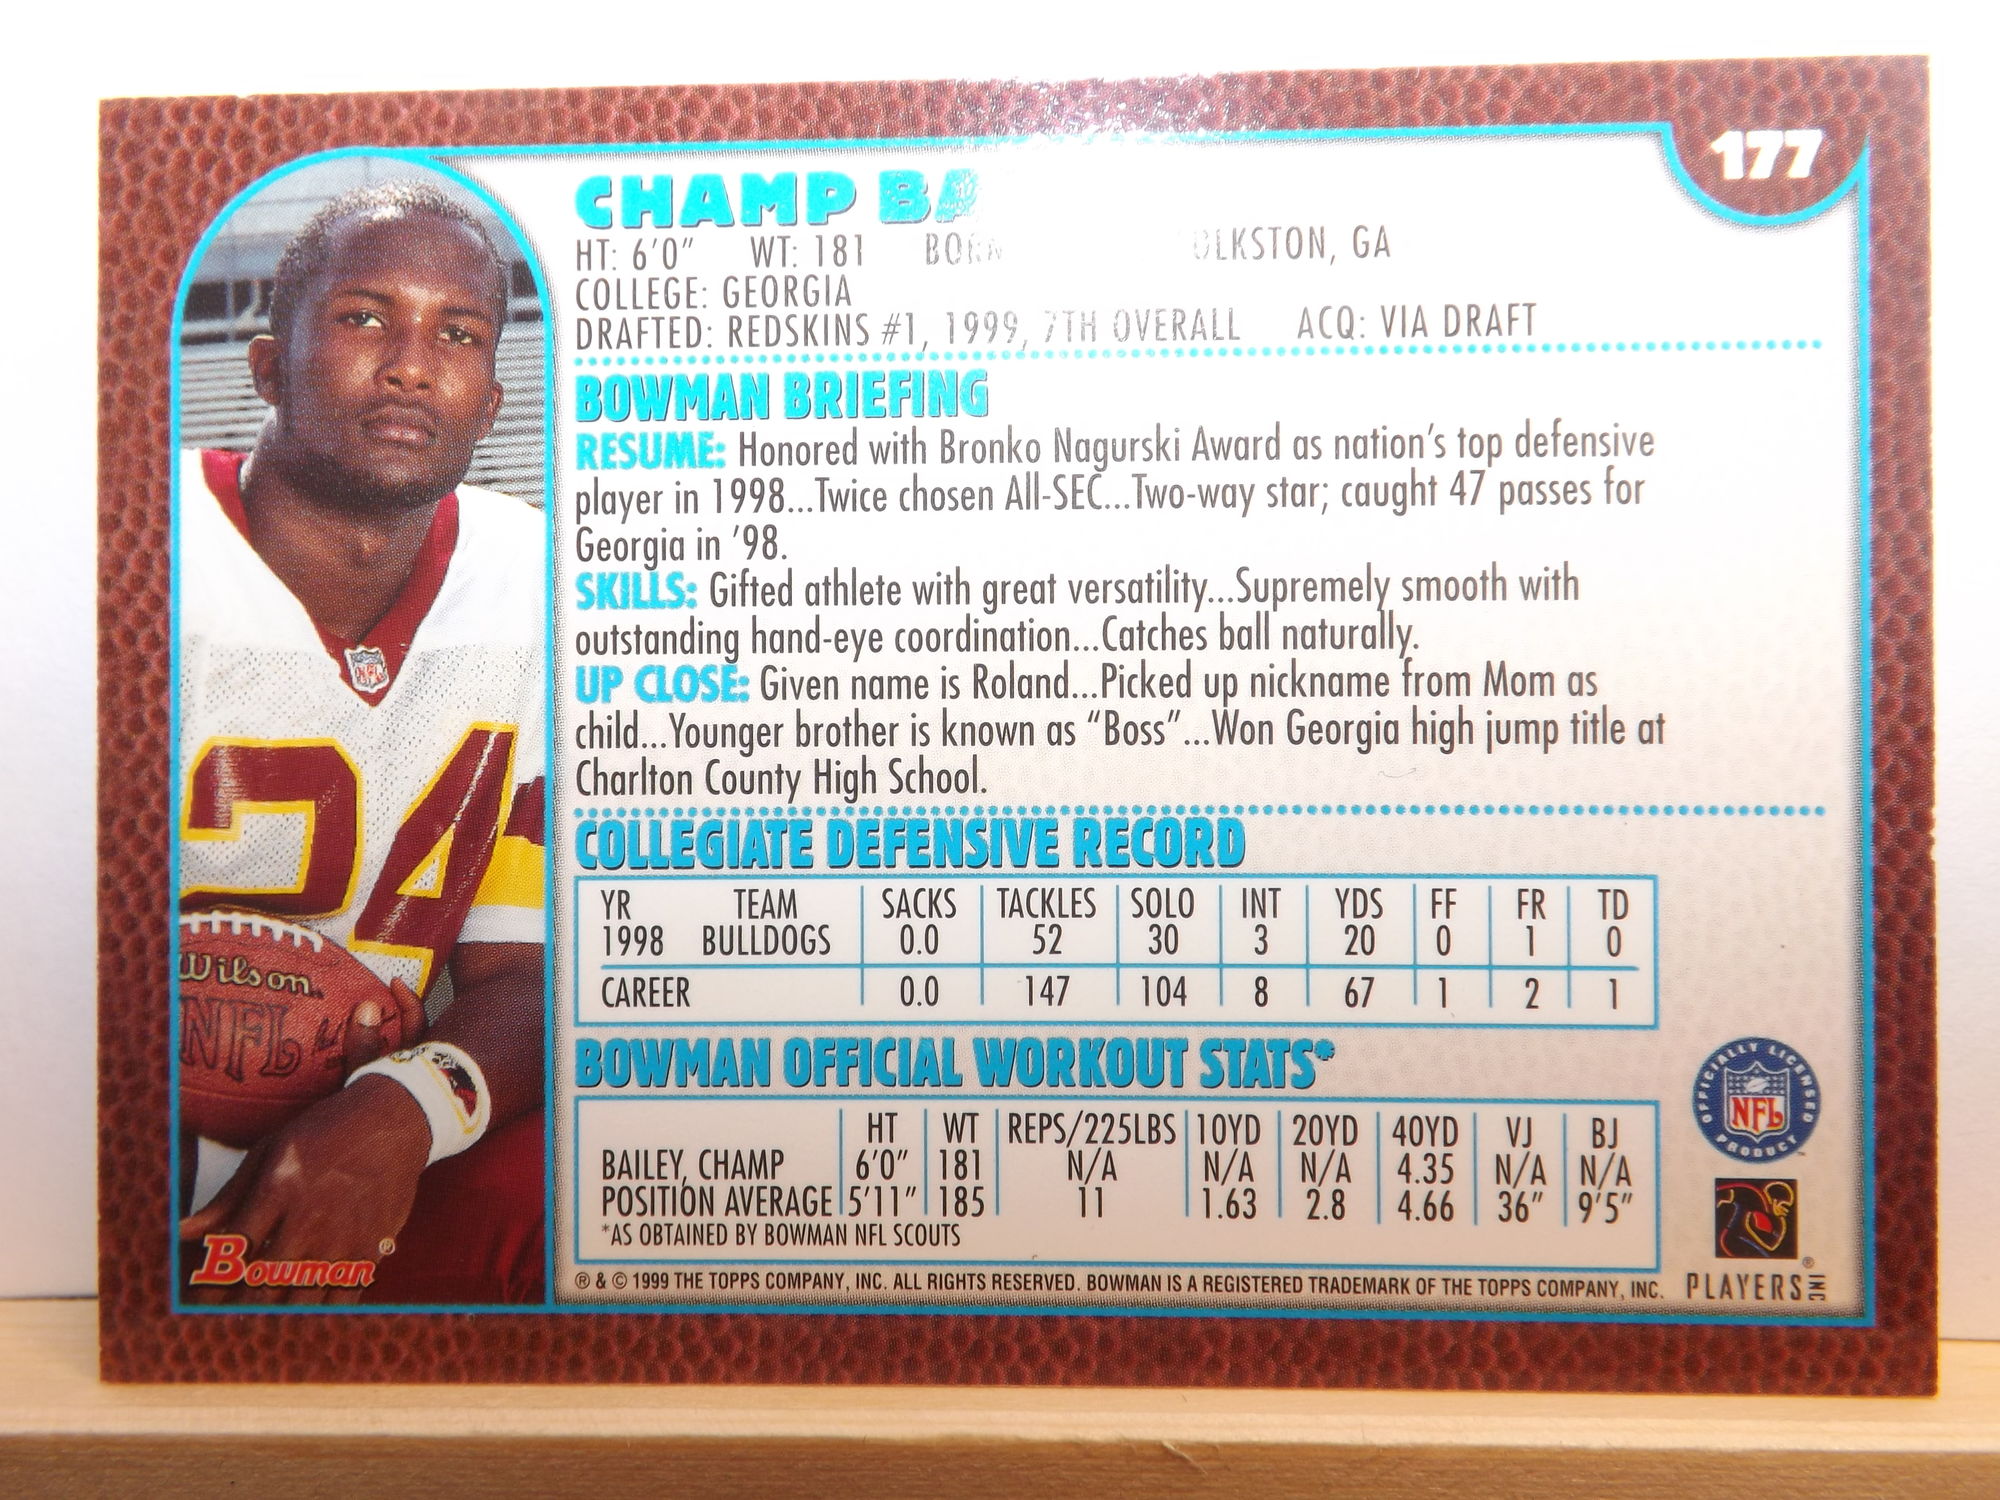 177
CHAMP
HT: 6'0" WT: 181 GA
COLLEGE: GEORGIA
DRAFTED: REDSKINS #1, 1999, 7TH OVERALL ACQ: VIA DRAFT
BOWMAN BRIEFING
RESUME: Honored with Bronko Nagurski Award as nation's top defensive
player in 1998...Twice chosen All-SEC...Two-way star; caught 47 passes for
Georgia in '98.
SKILLS: Gifted athlete with great versatility...Supremely smooth with
outstanding hand-eye coordination...Catches ball naturally.
UP CLOSE: Given name is Roland...Picked up nickname from Mom as
child...Younger brother is known as "Boss"...Won Georgia high jump title at
Charlton County High School.
COLLEGIATE DEFENSIVE RECORD
YR TEAM SACKS TACKLES SOLO INT YDS FF FR TD
1998 BULLDOGS 0.0 52 30 3 20 0 1 0
CAREER 0.0 147 104 8 67 1 2 1
BOWMAN OFFICIAL WORKOUT STATS*
HT WT REPS/225LBS 10YD 20YD 40YD VJ BJ
BAILEY, CHAMP 6'0" 181 N/A N/A N/A 4.35 N/A N/A
POSITION AVERAGE 5'11" 185 11 1.63 2.8 4.66 36" 9'5"
*AS OBTAINED BY BOWMAN NFL SCOUTS
® & © 1999 THE TOPPS COMPANY, INC. ALL RIGHTS RESERVED. BOWMAN IS A REGISTERED TRADEMARK OF THE TOPPS COMPANY, INC.
OFFICIALLY LICENSED PRODUCT ™
NFL
PLAYERS INC ®
NFL
24
Wilson
NFL
Bowman ®